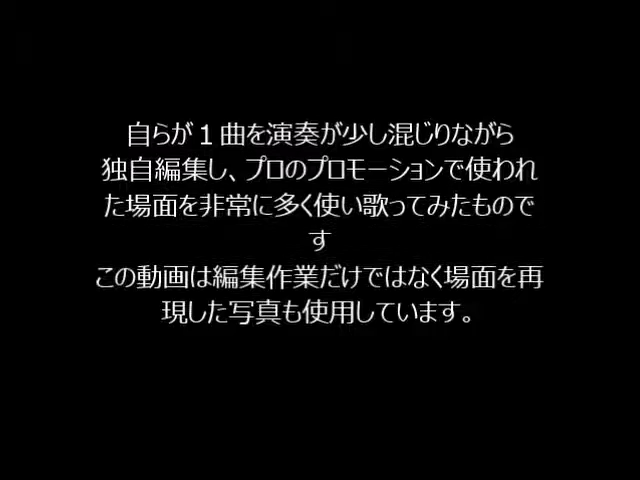 自らが１曲を演奏が少し混じりながら
独自編集し、プロのプロモーションで使われ
た場面を非常に多く使い歌ってみたもので
す
この動画は編集作業だけではなく場面を再
現した写真も使用しています。